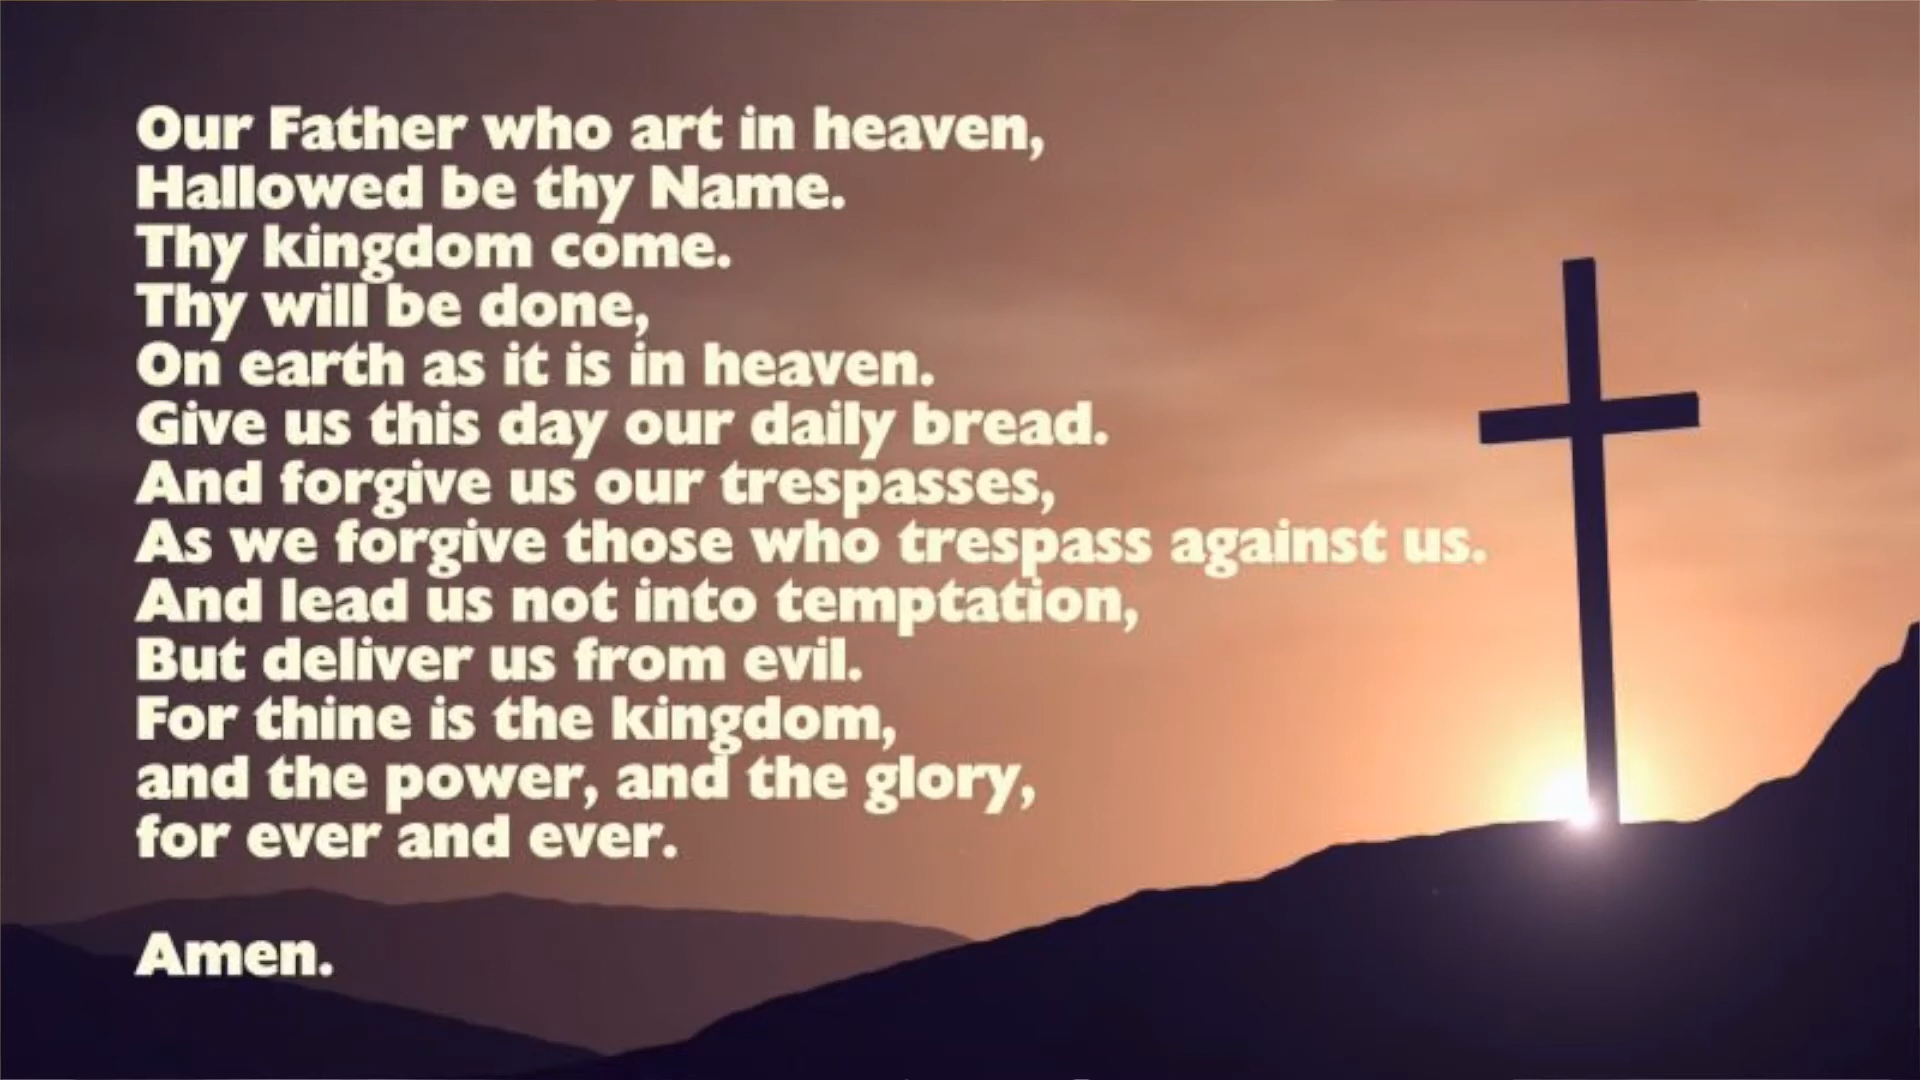 Our Father who art in heaven,
Hallowed be thy Name.
Thy kingdom come.
Thy will be done,
On earth as it is in heaven.
Give us this day our daily bread.
And forgive us our trespasses,
As we forgive those who trespass against us.
And lead us not into temptation,
But deliver us from evil.
For thine is the kingdom,
and the power, and the glory,
for ever and ever.
Amen.